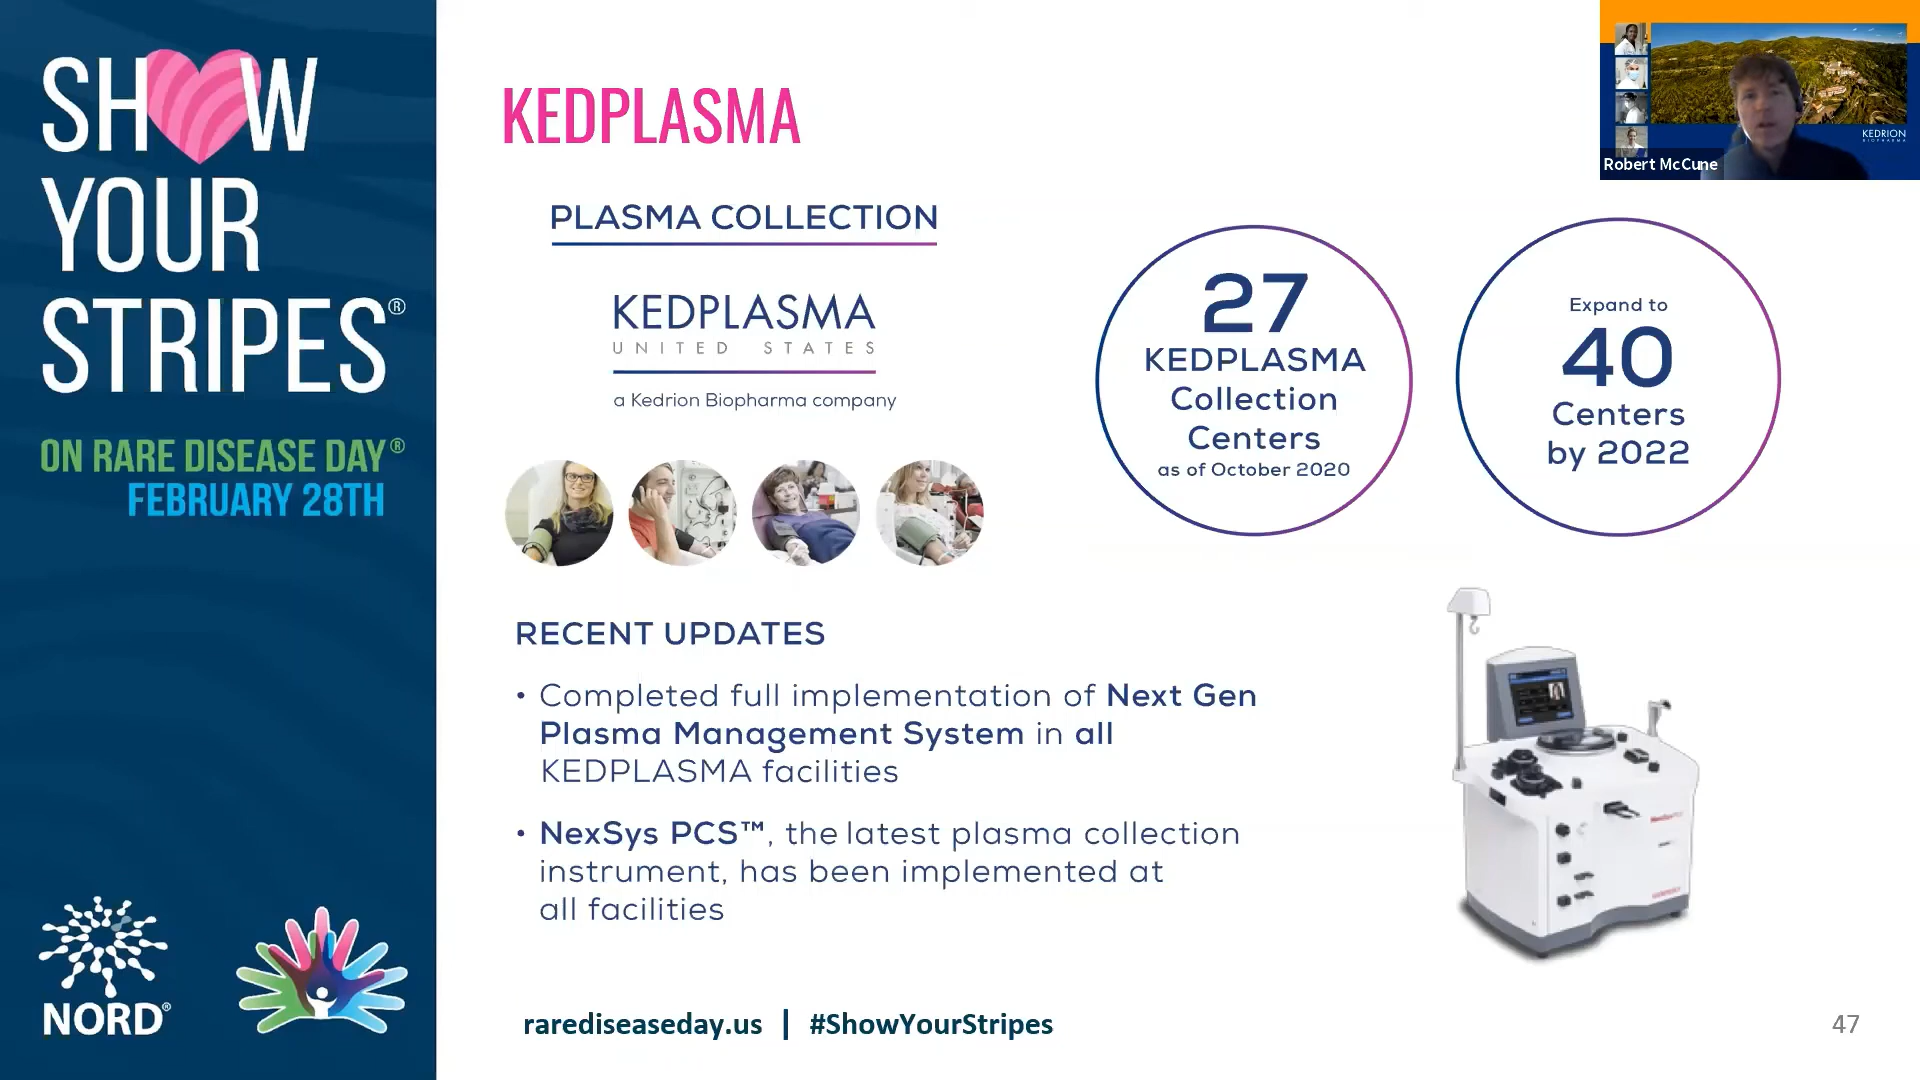 SHOW
YOUR
STRIPES®
ON RARE DISEASE DAY®
FEBRUARY 28TH
NORD®
KEDPLASMA
PLASMA COLLECTION
KEDPLASMA
UNITED STATES
a Kedrion Biopharma company
27
KEDPLASMA
Collection
Centers
as of October 2020
Expand to
40
Centers
by 2022
RECENT UPDATES
• Completed full implementation of Next Gen
Plasma Management System in all
KEDPLASMA facilities
• NexSys PCS™, the latest plasma collection
instrument, has been implemented at
all facilities
rarediseaseday.us | #ShowYourStripes
47
KEDRION
BIOPHARMA
Robert McCune